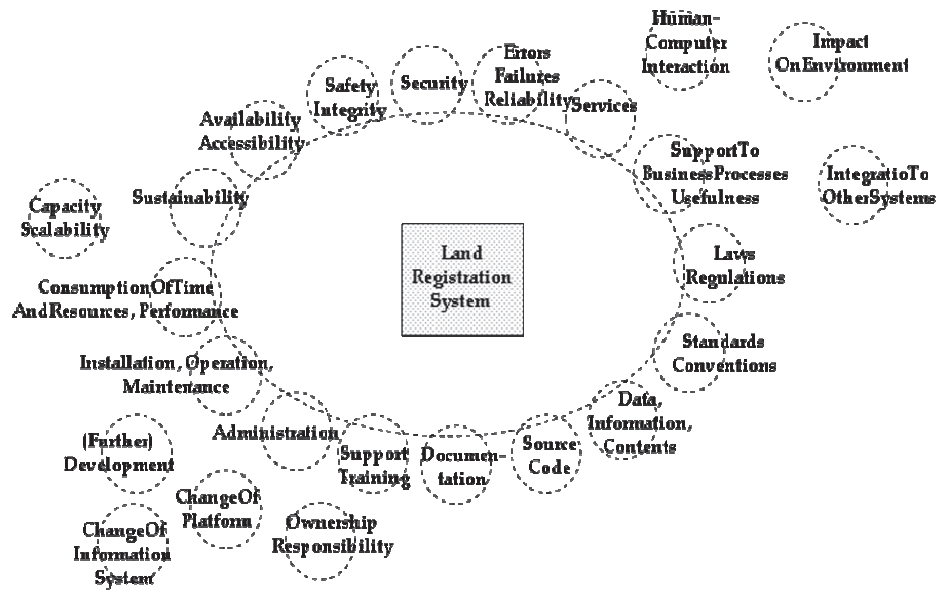 Human-
Computer
Interaction
Impact
OnEnvironment
Errors
Failures
Reliability
Security
Safety
Integrity
Services
Availability
Accessibility
SupportTo
BusinessProcesses
Usefulness
IntegratioTo
OtherSystems
Sustainability
Capacity
Scalability
Land
Registration
System
Laws
Regulations
ConsumptionOfTime
AndResources, Performance
Standards
Conventions
Installation, Operation,
Maintenance
Data,
Information,
Contents
Administration
(Further)
Development
Support
Training
Documen-
tation
Source
Code
ChangeOf
Platform
Ownership
Responsibility
ChangeOf
Information
System